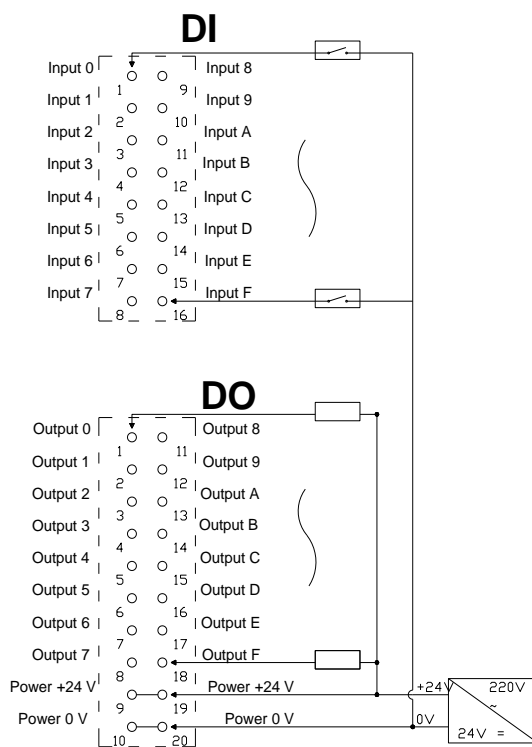 DI
Input 0 Input 8
1 9
Input 1 Input 9
2 10
Input 2 Input A
3 11
Input 3 Input B
4 12
Input 4 Input C
5 13
Input 5 Input D
6 14
Input 6 Input E
7 15
Input 7 Input F
8 16
DO
Output 0 Output 8
1 11
Output 1 Output 9
2 12
Output 2 Output A
3 13
Output 3 Output B
4 14
Output 4 Output C
5 15
Output 5 Output D
6 16
Output 6 Output E
7 17
Output 7 Output F
8 18
Power +24 V Power +24 V +24V 220V
9 19 ~
Power 0 V Power 0 V 0V
10 20 24V =